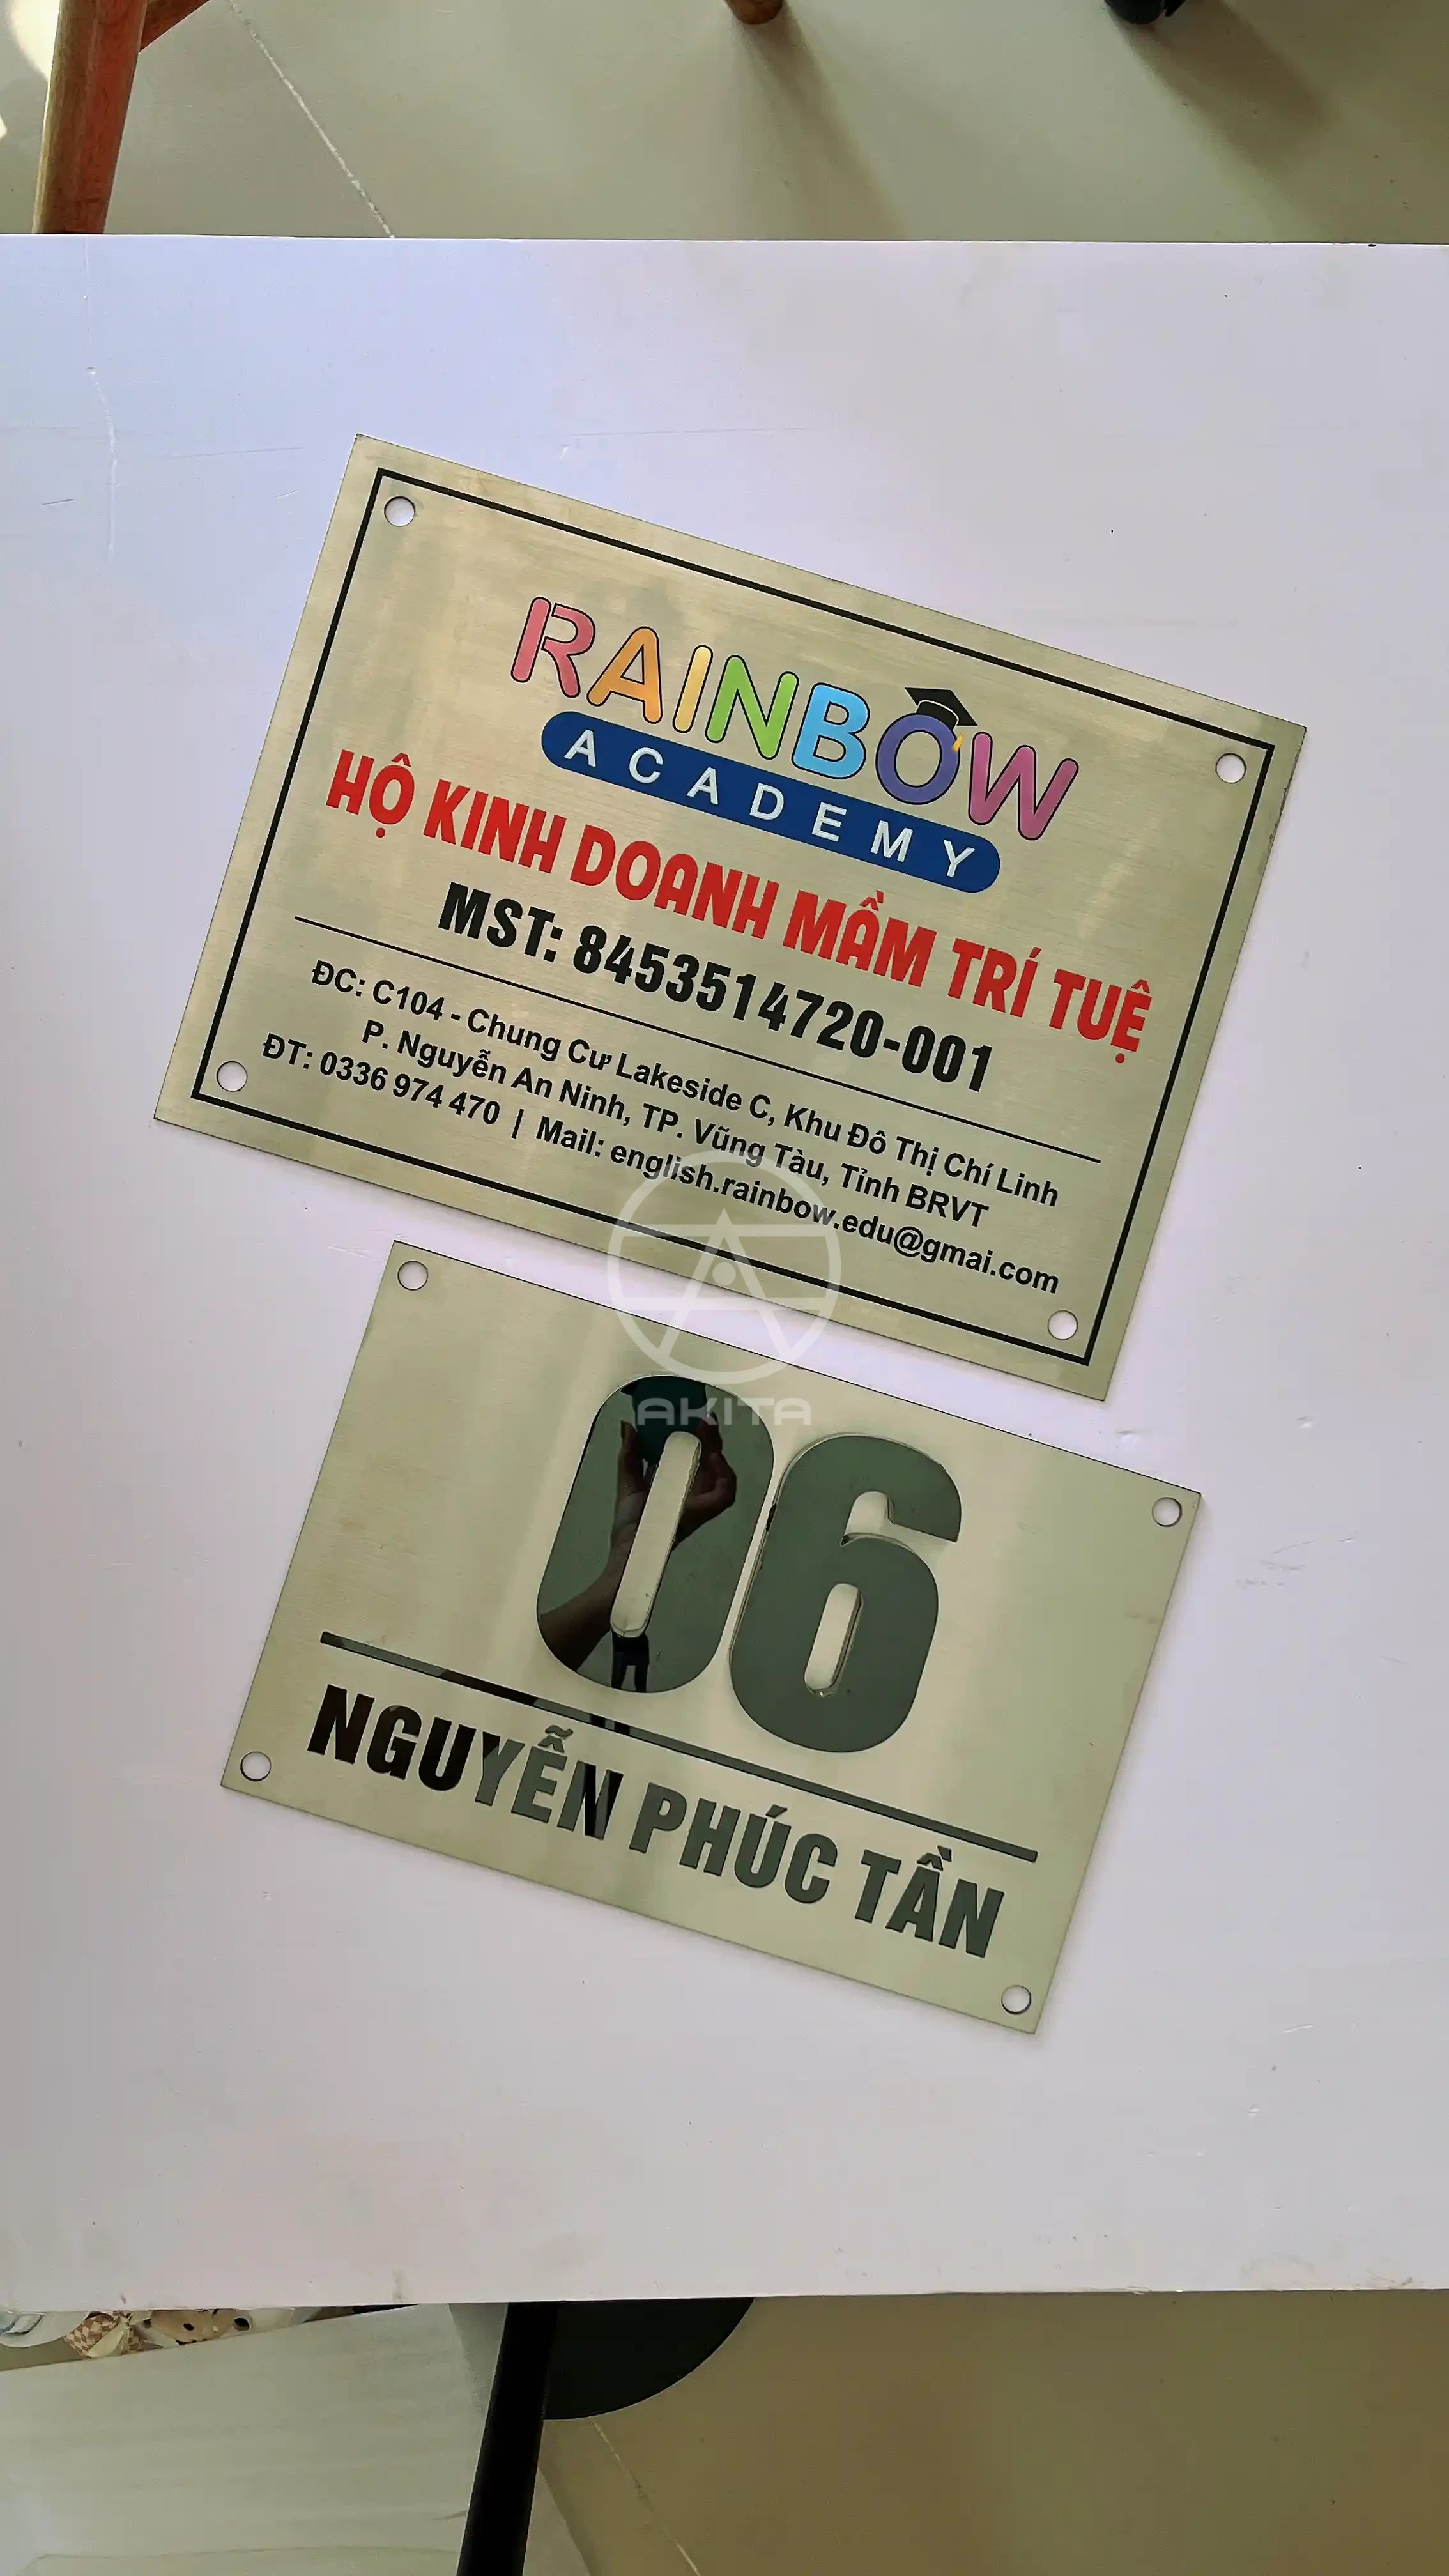 RAINBOW
ACADEMY
HỘ KINH DOANH MẦM TRÍ TUỆ
MST: 8453514720-001
ĐC: C104 - Chung Cư Lakeside C, Khu Đô Thị Chí Linh
P. Nguyễn An Ninh, TP. Vũng Tàu, Tỉnh BRVT
ĐT: 0336 974 470 | Mail: english.rainbow.edu@gmai.com
AKITA
06
NGUYỄN PHÚC TẦN